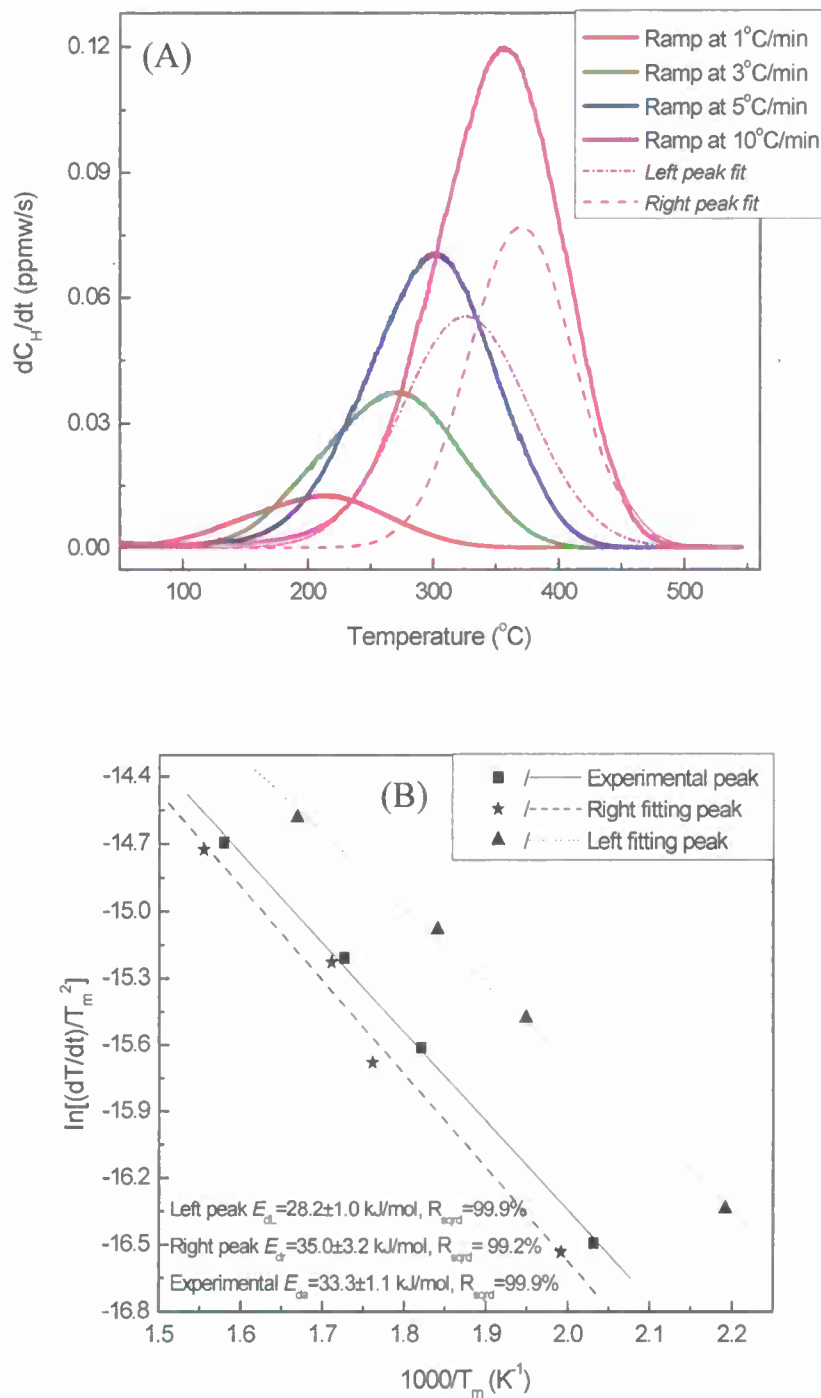 (A)
Ramp at 1°C/min
Ramp at 3°C/min
Ramp at 5°C/min
Ramp at 10°C/min
Left peak fit
Right peak fit
0.12
0.09
0.06
0.03
0.00
dC_H/dt (ppmw/s)
100 200 300 400 500
Temperature (°C)
(B)
Experimental peak
Right fitting peak
Left fitting peak
-14.4
-14.7
-15.0
-15.3
-15.6
-15.9
-16.2
-16.5
-16.8
ln[(dT/dt)/T_m²]
Left peak E_dL=28.2±1.0 kJ/mol, R_sqrd=99.9%
Right peak E_dr=35.0±3.2 kJ/mol, R_sqrd= 99.2%
Experimental E_da=33.3±1.1 kJ/mol, R_sqrd=99.9%
1.5 1.6 1.7 1.8 1.9 2.0 2.1 2.2
1000/T_m (K⁻¹)